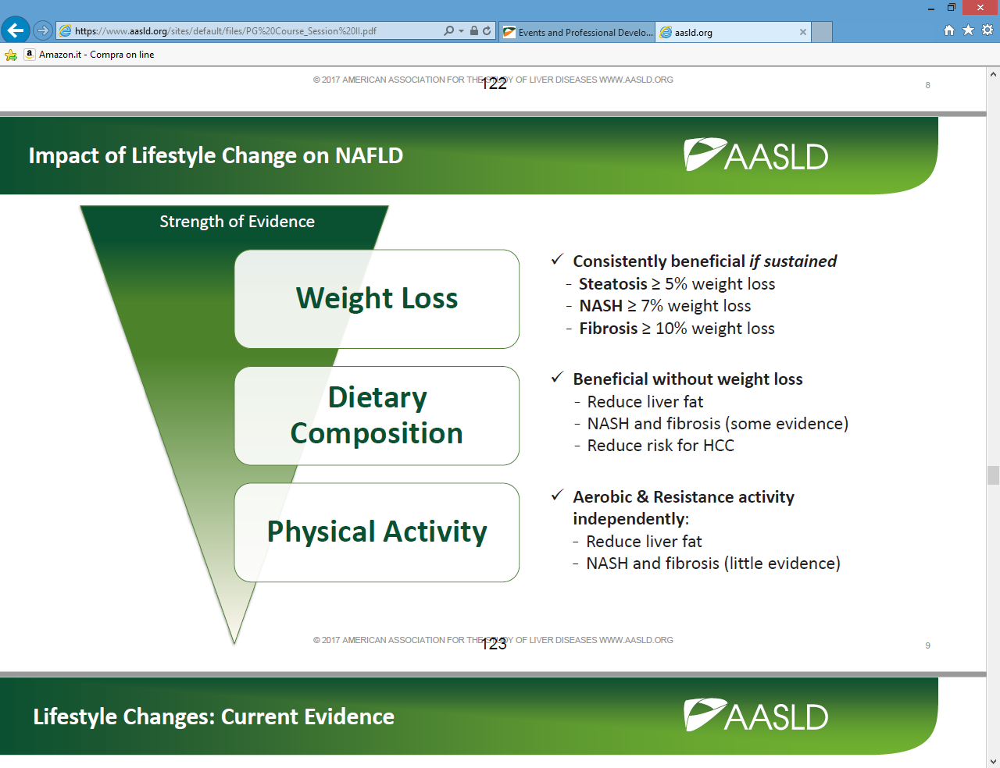 https://www.aasld.org/sites/default/files/PG%20Course_Session%20II.pdf
Events and Professional Develo...
aasld.org
Amazon.it - Compra on line
© 2017 AMERICAN ASSOCIATION FOR THE STUDY OF LIVER DISEASES WWW.AASLD.ORG
122
8
Impact of Lifestyle Change on NAFLD
AASLD
Strength of Evidence
Weight Loss
✓ Consistently beneficial if sustained
- Steatosis ≥ 5% weight loss
- NASH ≥ 7% weight loss
- Fibrosis ≥ 10% weight loss
Dietary
Composition
✓ Beneficial without weight loss
- Reduce liver fat
- NASH and fibrosis (some evidence)
- Reduce risk for HCC
Physical Activity
✓ Aerobic & Resistance activity
independently:
- Reduce liver fat
- NASH and fibrosis (little evidence)
© 2017 AMERICAN ASSOCIATION FOR THE STUDY OF LIVER DISEASES WWW.AASLD.ORG
123
9
Lifestyle Changes: Current Evidence
AASLD